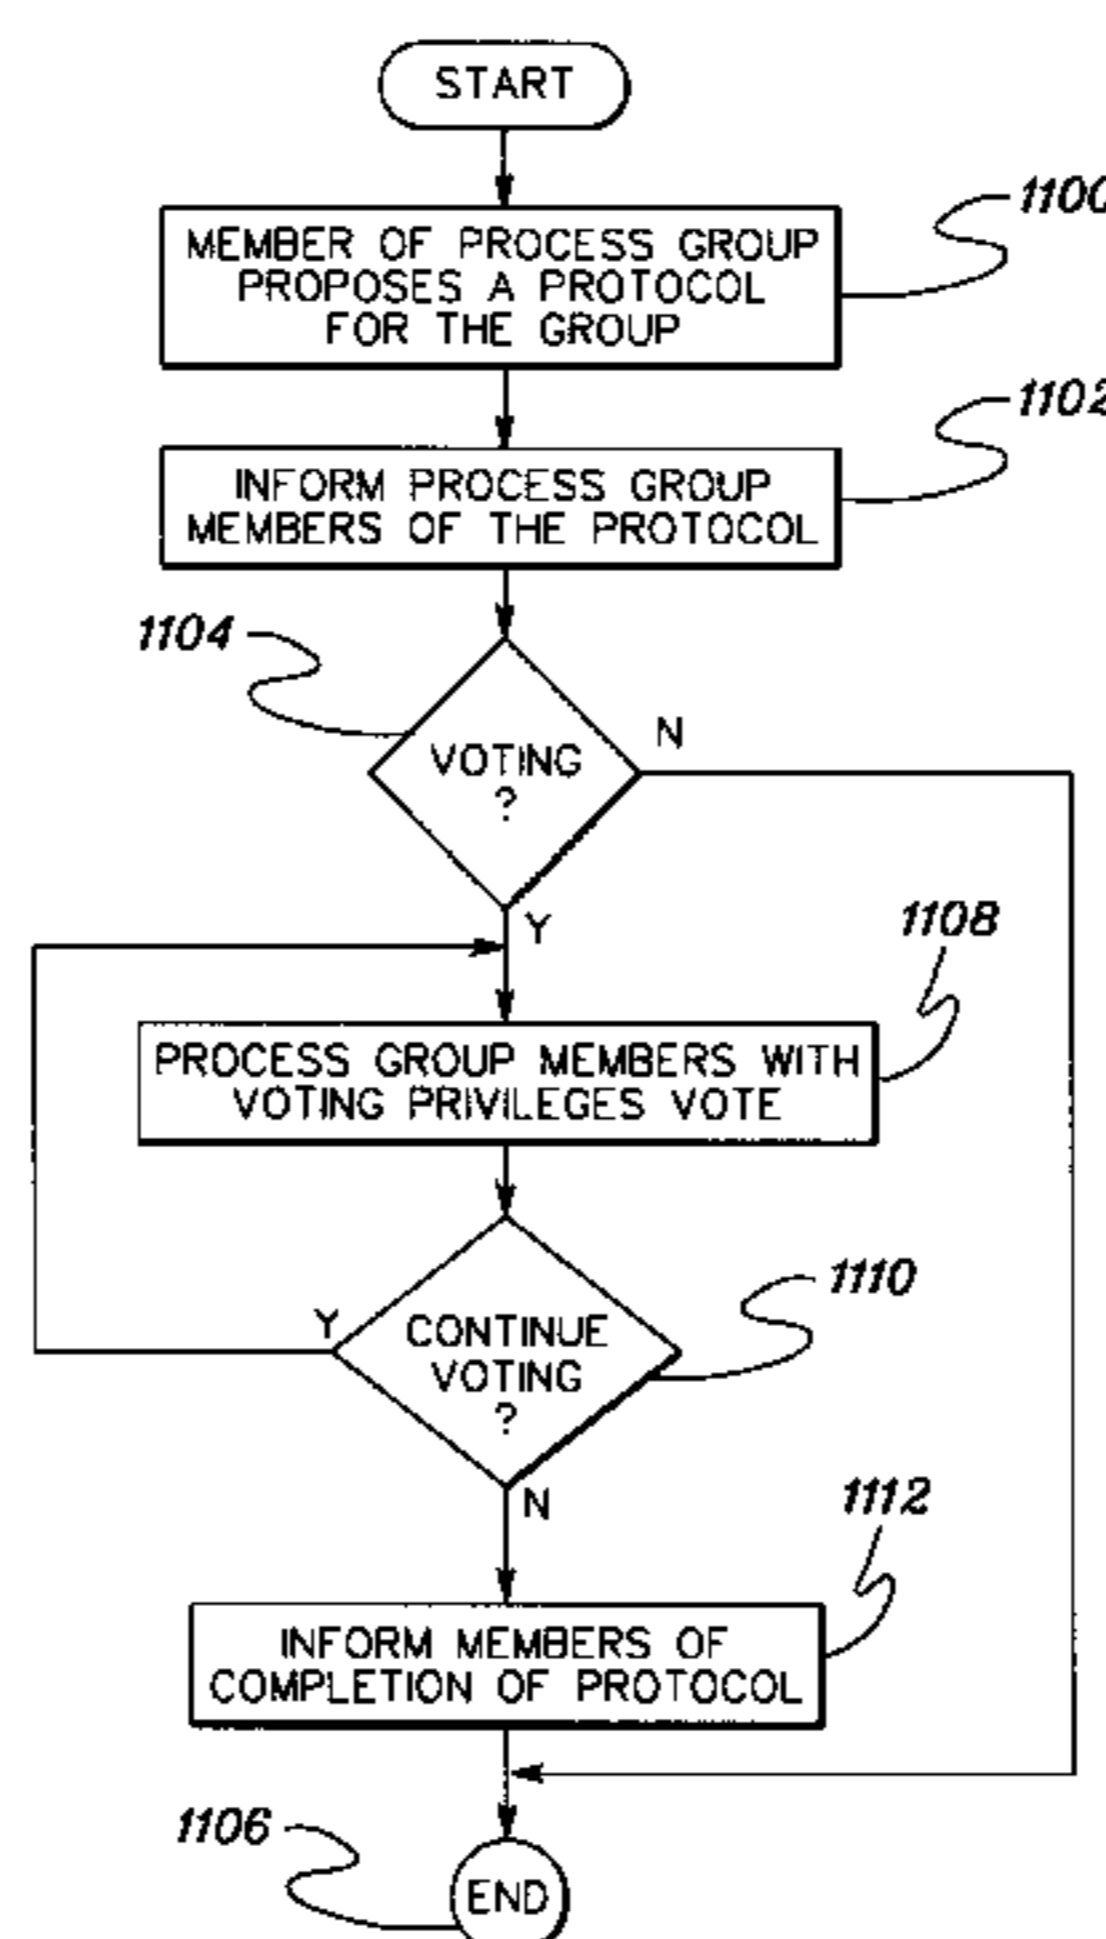 START
1100
MEMBER OF PROCESS GROUP
PROPOSES A PROTOCOL
FOR THE GROUP
1102
INFORM PROCESS GROUP
MEMBERS OF THE PROTOCOL
1104
N
VOTING
?
Y
1108
PROCESS GROUP MEMBERS WITH
VOTING PRIVILEGES VOTE
1110
Y
CONTINUE
VOTING
?
N
1112
INFORM MEMBERS OF
COMPLETION OF PROTOCOL
1106
END